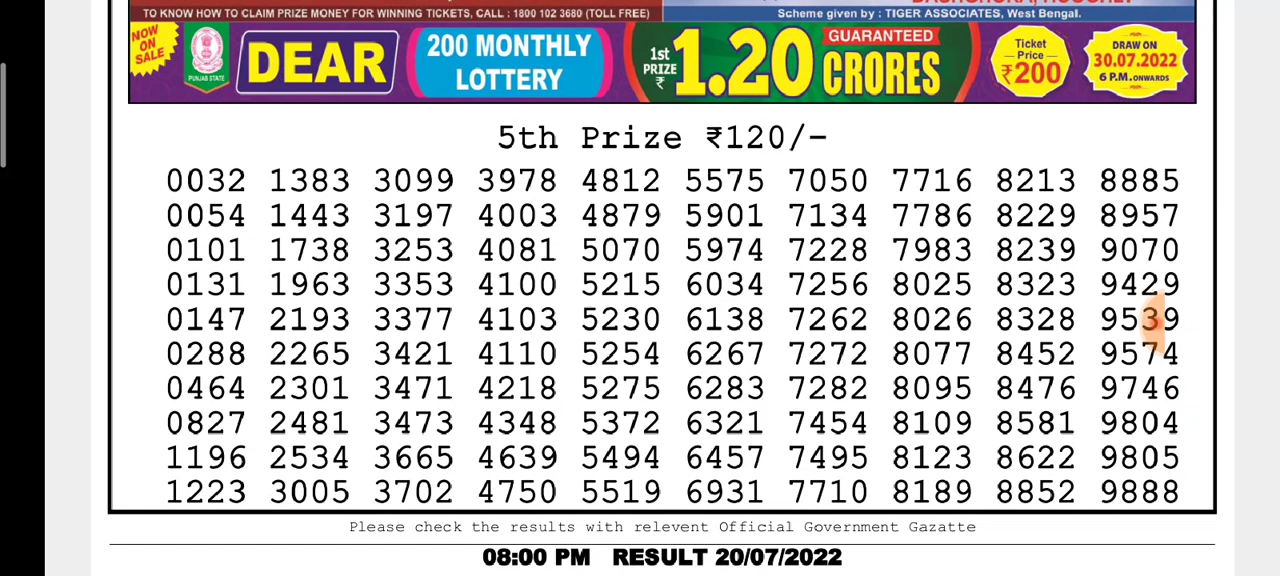 TO KNOW HOW TO CLAIM PRIZE MONEY FOR WINNING TICKETS, CALL : 1800 102 3680 (TOLL FREE)
Scheme given by : TIGER ASSOCIATES, West Bengal.
NOW ON SALE
PUNJAB STATE
DEAR
200 MONTHLY
LOTTERY
1st PRIZE ₹
1.20
GUARANTEED
CRORES
Ticket
Price
₹200
DRAW ON
30.07.2022
6 P.M. ONWARDS
5th Prize ₹120/-
0032 1383 3099 3978 4812 5575 7050 7716 8213 8885
0054 1443 3197 4003 4879 5901 7134 7786 8229 8957
0101 1738 3253 4081 5070 5974 7228 7983 8239 9070
0131 1963 3353 4100 5215 6034 7256 8025 8323 9429
0147 2193 3377 4103 5230 6138 7262 8026 8328 9539
0288 2265 3421 4110 5254 6267 7272 8077 8452 9574
0464 2301 3471 4218 5275 6283 7282 8095 8476 9746
0827 2481 3473 4348 5372 6321 7454 8109 8581 9804
1196 2534 3665 4639 5494 6457 7495 8123 8622 9805
1223 3005 3702 4750 5519 6931 7710 8189 8852 9888
Please check the results with relevent Official Government Gazatte
08:00 PM RESULT 20/07/2022